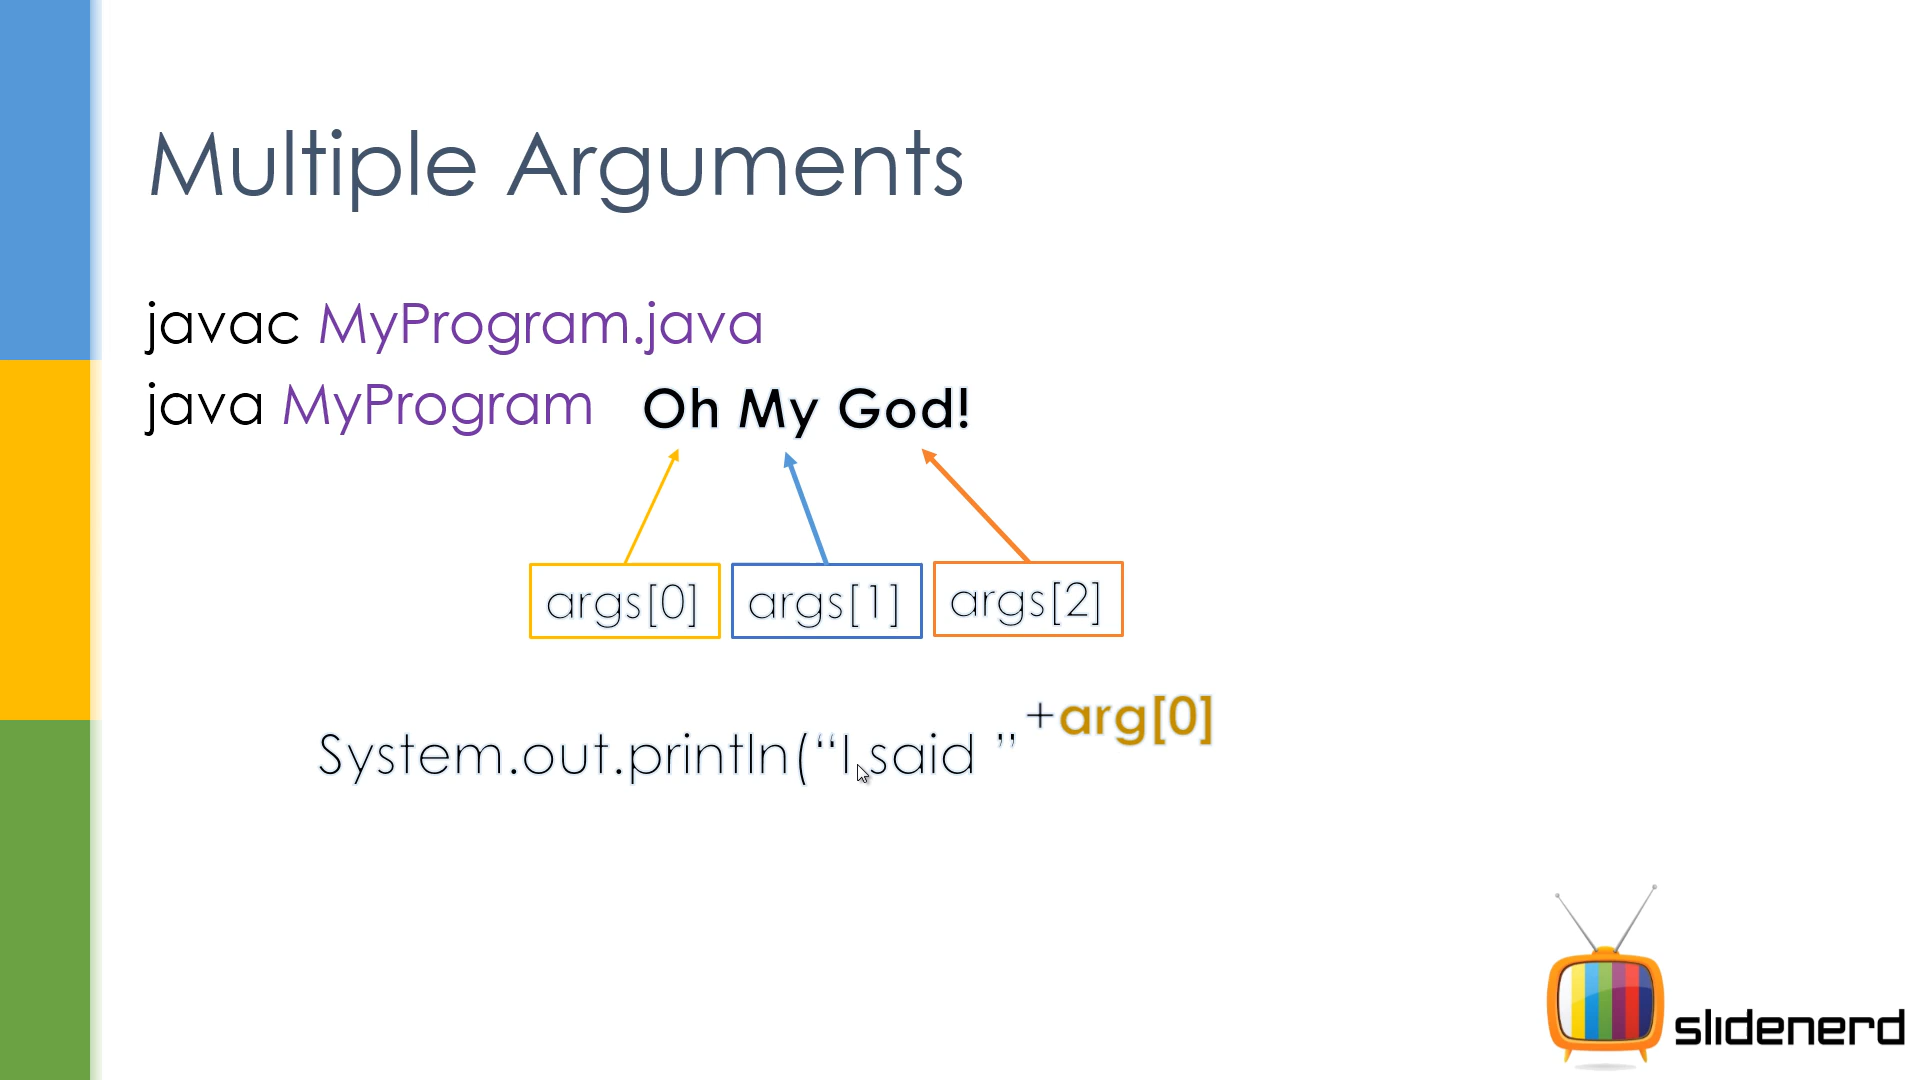 Multiple Arguments
javac MyProgram.java
java MyProgram Oh My God!
args[0] args[1] args[2]
System.out.println(“I said ” +arg[0]
slidenerd